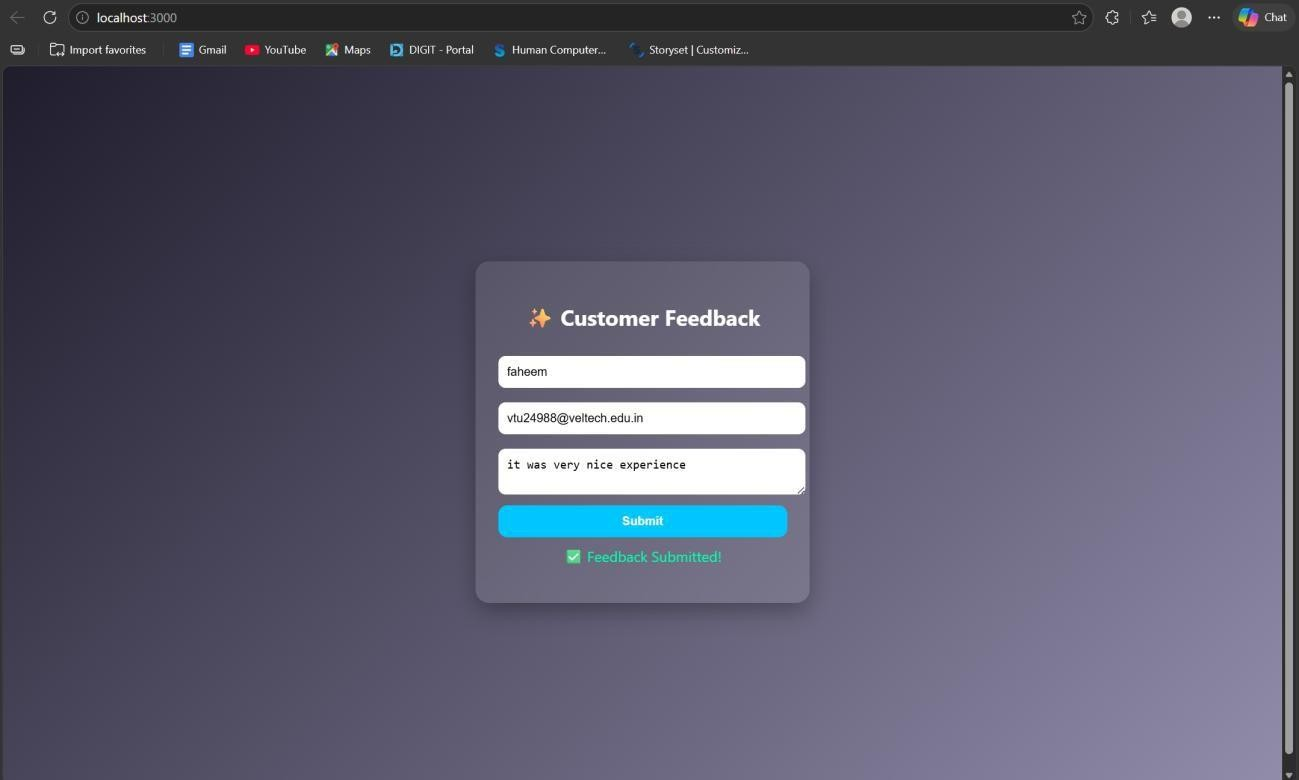 localhost:3000
Chat
Import favorites Gmail YouTube Maps DIGIT - Portal Human Computer... Storyset | Customiz...
✨ Customer Feedback
faheem
vtu24988@veltech.edu.in
it was very nice experience
Submit
✅ Feedback Submitted!